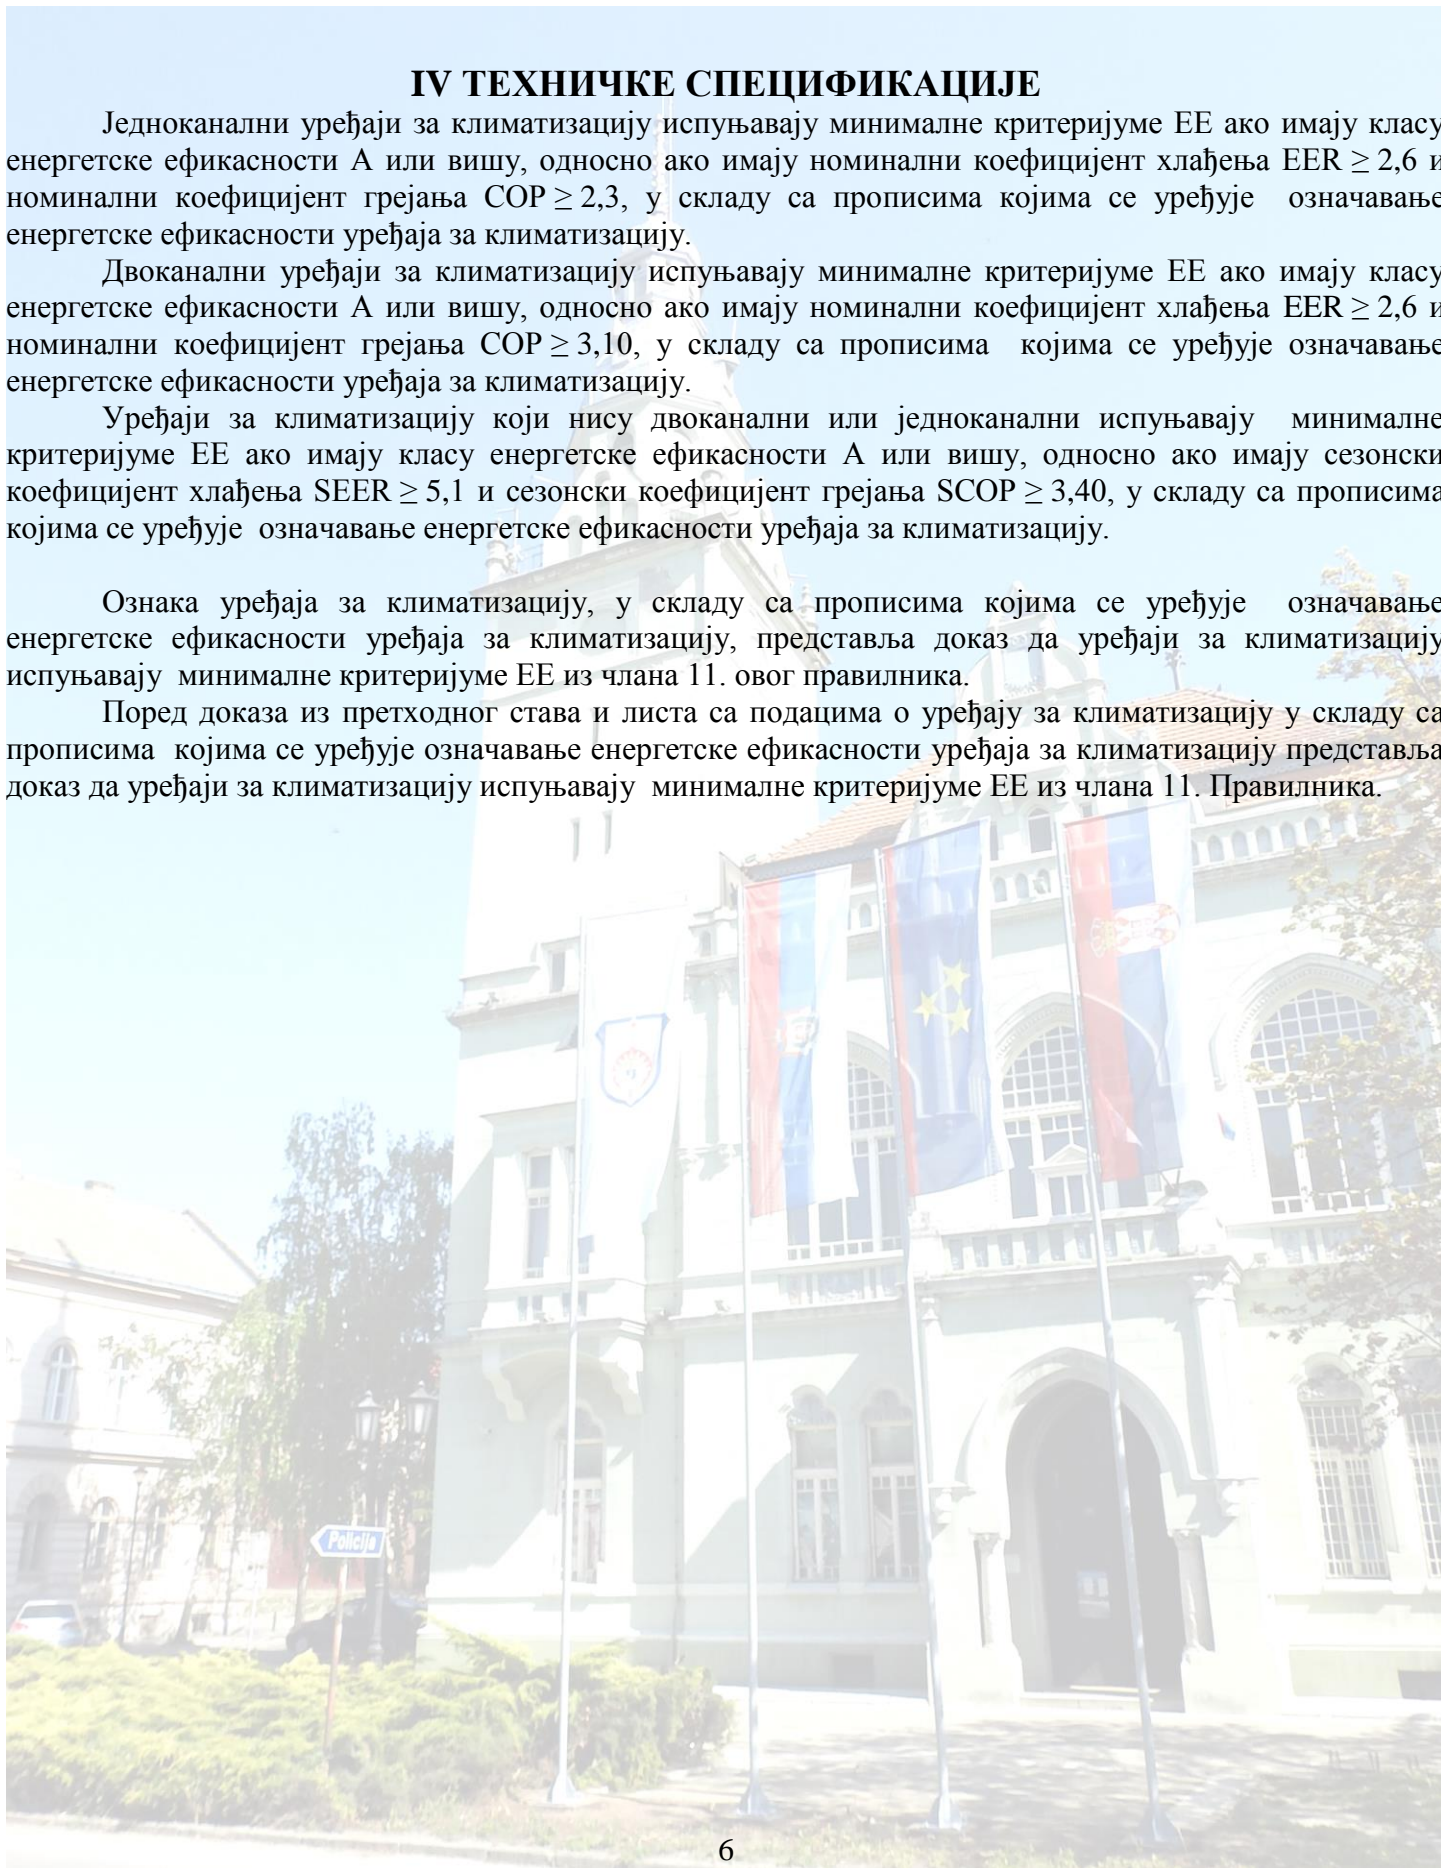 IV ТЕХНИЧКЕ СПЕЦИФИКАЦИЈЕ
Једноканални уређаји за климатизацију испуњавају минималне критеријуме ЕЕ ако имају класу
енергетске ефикасности А или вишу, односно ако имају номинални коефицијент хлађења EER ≥ 2,6 и
номинални коефицијент грејања COP ≥ 2,3, у складу са прописима којима се уређује означавање
енергетске ефикасности уређаја за климатизацију.
Двоканални уређаји за климатизацију испуњавају минималне критеријуме ЕЕ ако имају класу
енергетске ефикасности А или вишу, односно ако имају номинални коефицијент хлађења EER ≥ 2,6 и
номинални коефицијент грејања COP ≥ 3,10, у складу са прописима којима се уређује означавање
енергетске ефикасности уређаја за климатизацију.
Уређаји за климатизацију који нису двоканални или једноканални испуњавају минималне
критеријуме ЕЕ ако имају класу енергетске ефикасности А или вишу, односно ако имају сезонски
коефицијент хлађења SEER ≥ 5,1 и сезонски коефицијент грејања SCOP ≥ 3,40, у складу са прописима
којима се уређује означавање енергетске ефикасности уређаја за климатизацију.
Ознака уређаја за климатизацију, у складу са прописима којима се уређује означавање
енергетске ефикасности уређаја за климатизацију, представља доказ да уређаји за климатизацију
испуњавају минималне критеријуме ЕЕ из члана 11. овог правилника.
Поред доказа из претходног става и листа са подацима о уређају за климатизацију у складу са
прописима којима се уређује означавање енергетске ефикасности уређаја за климатизацију представља
доказ да уређаји за климатизацију испуњавају минималне критеријуме ЕЕ из члана 11. Правилника.
Policija
6